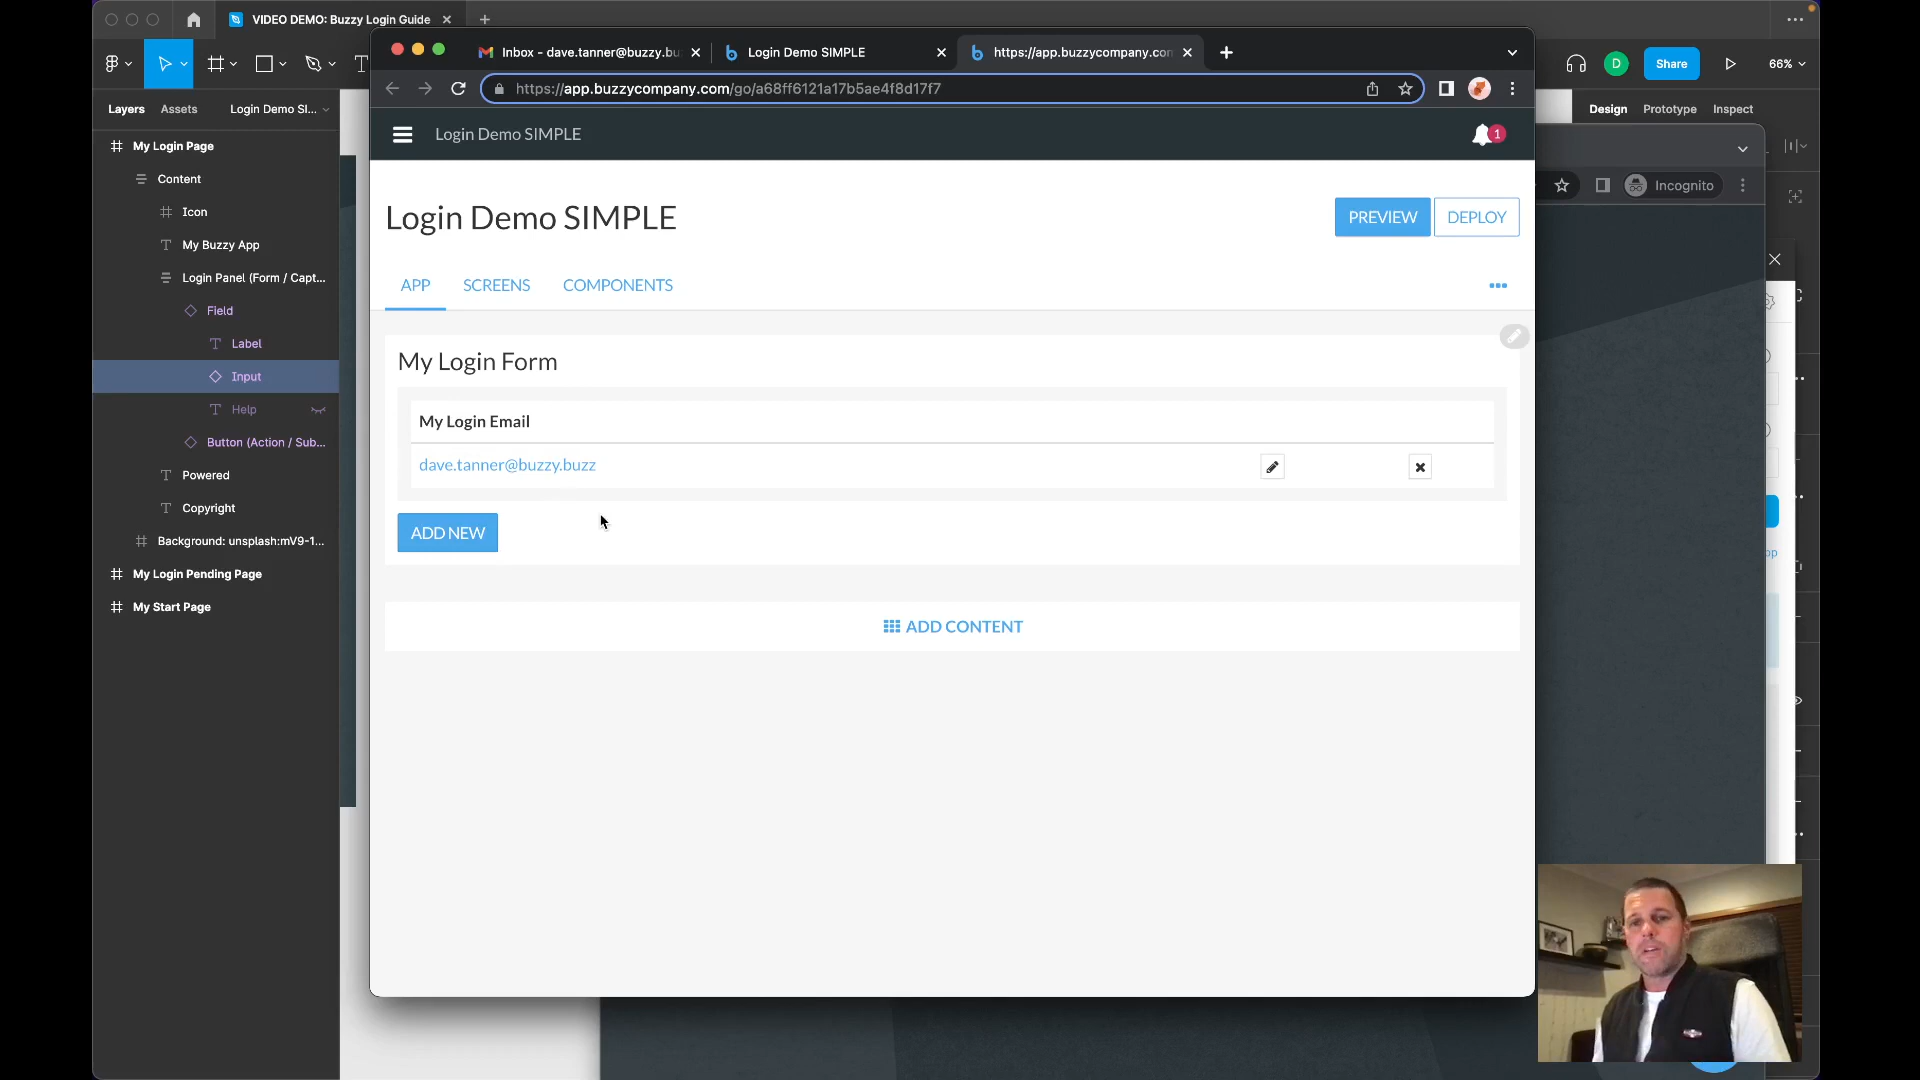 VIDEO DEMO: Buzzy Login Guide
Share
66%
Layers
Assets
Login Demo SI...
Design
Prototype
Inspect
My Login Page
Content
Icon
My Buzzy App
Login Panel (Form / Capt...
Field
Label
Input
Help
Button (Action / Sub...
Powered
Copyright
Background: unsplash:mV9-1...
My Login Pending Page
My Start Page
Inbox - dave.tanner@buzzy.bu
Login Demo SIMPLE
https://app.buzzycompany.con
https://app.buzzycompany.com/go/a68ff6121a17b5ae4f8d17f7
Login Demo SIMPLE
1
Incognito
Login Demo SIMPLE
PREVIEW
DEPLOY
APP
SCREENS
COMPONENTS
My Login Form
My Login Email
dave.tanner@buzzy.buzz
ADD NEW
ADD CONTENT
D
op